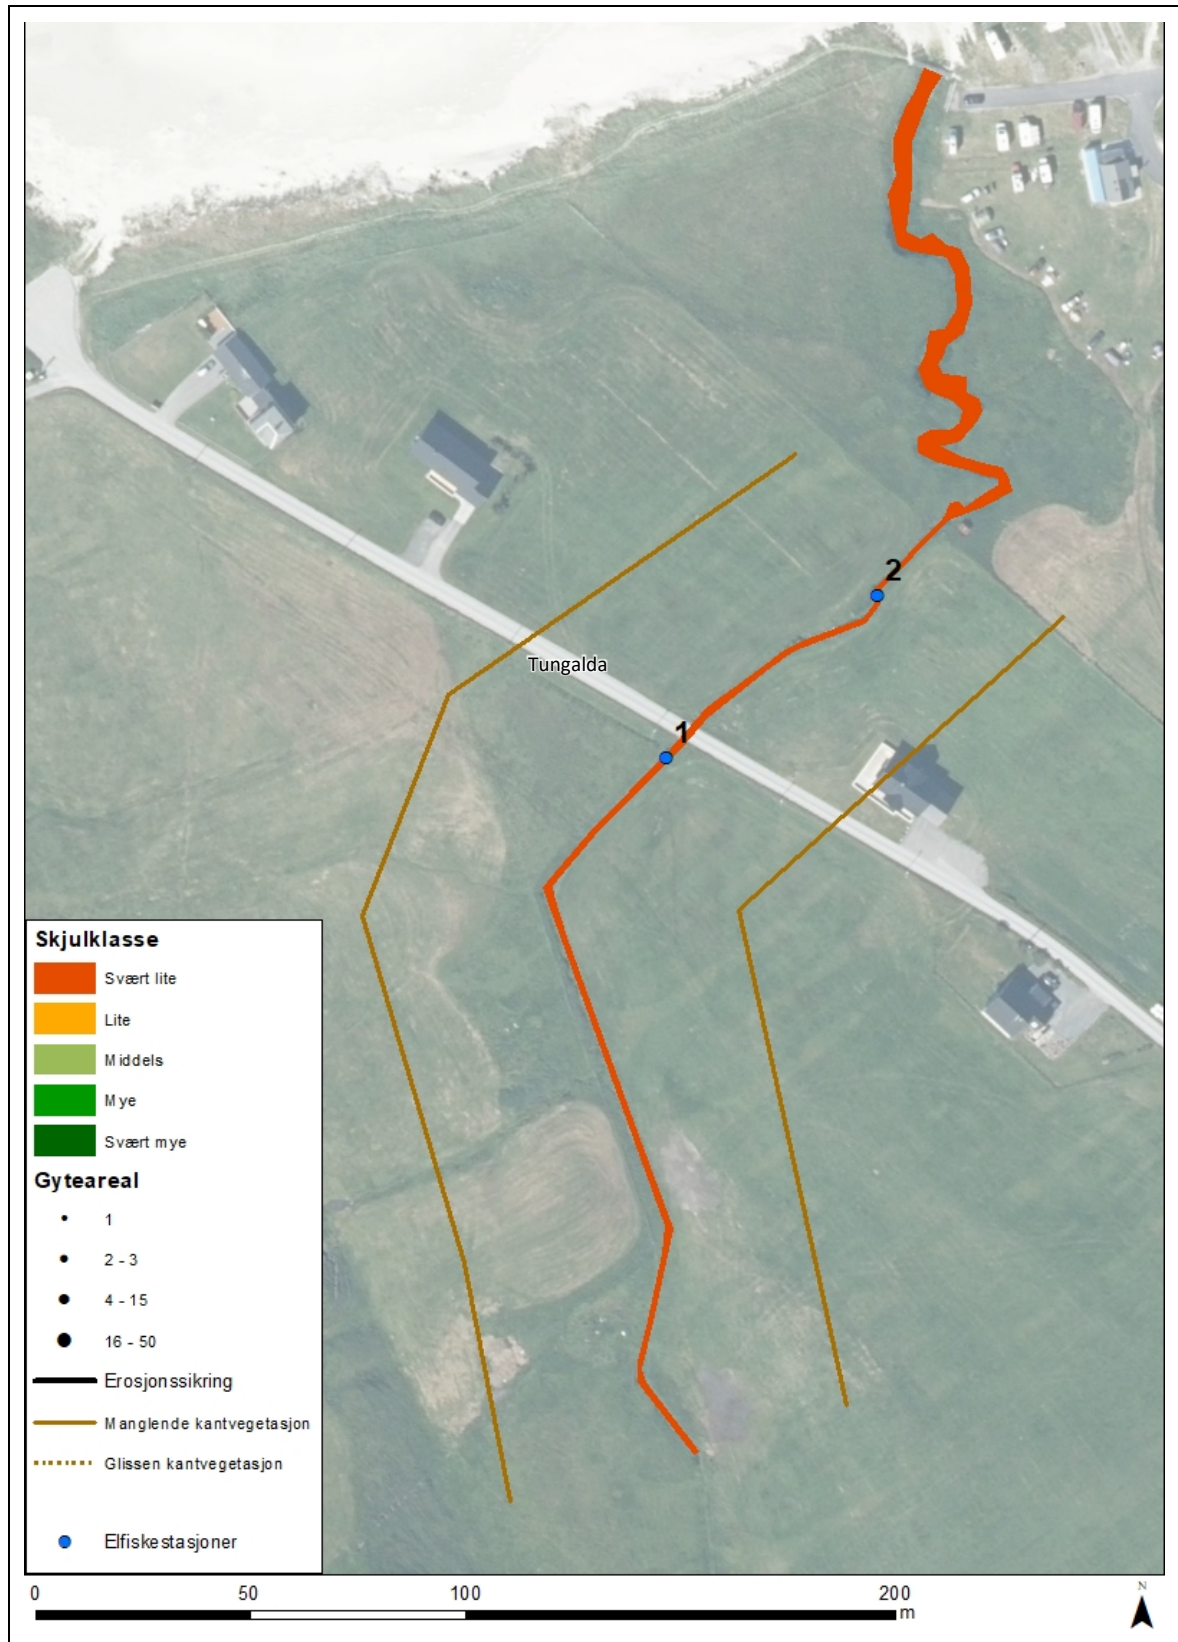 2
Tungalda
1
Skjulklasse
Svært lite
Lite
Middels
Mye
Svært mye
Gyteareal
1
2 - 3
4 - 15
16 - 50
Erosjonssikring
Manglende kantvegetasjon
Glissen kantvegetasjon
Elfiskestasjoner
0 50 100 200
m
N